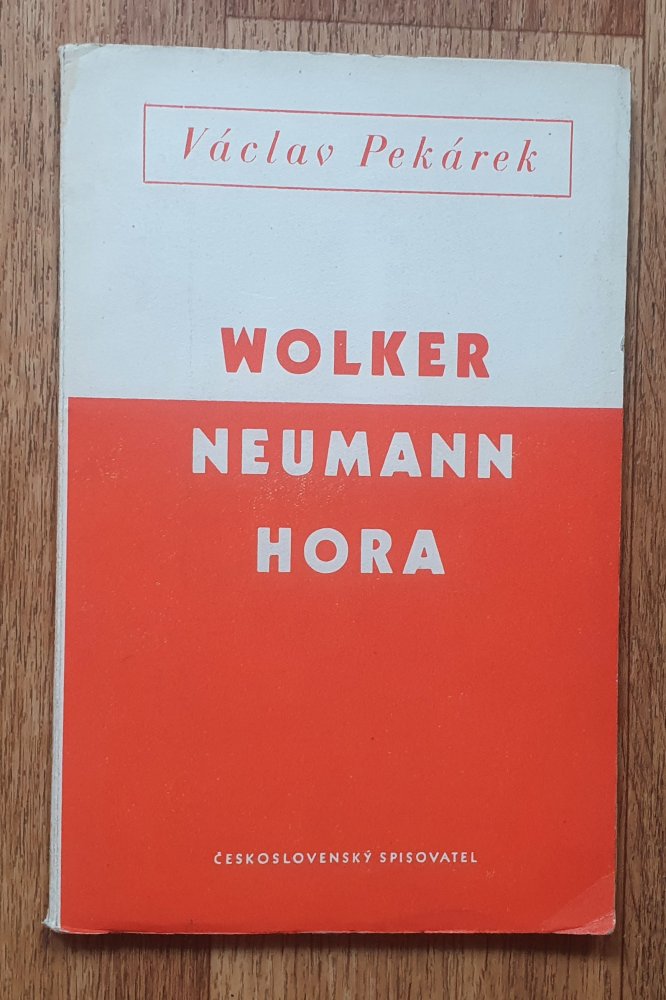 Václav Pekárek
WOLKER
NEUMANN
HORA
ČESKOSLOVENSKÝ SPISOVATEL